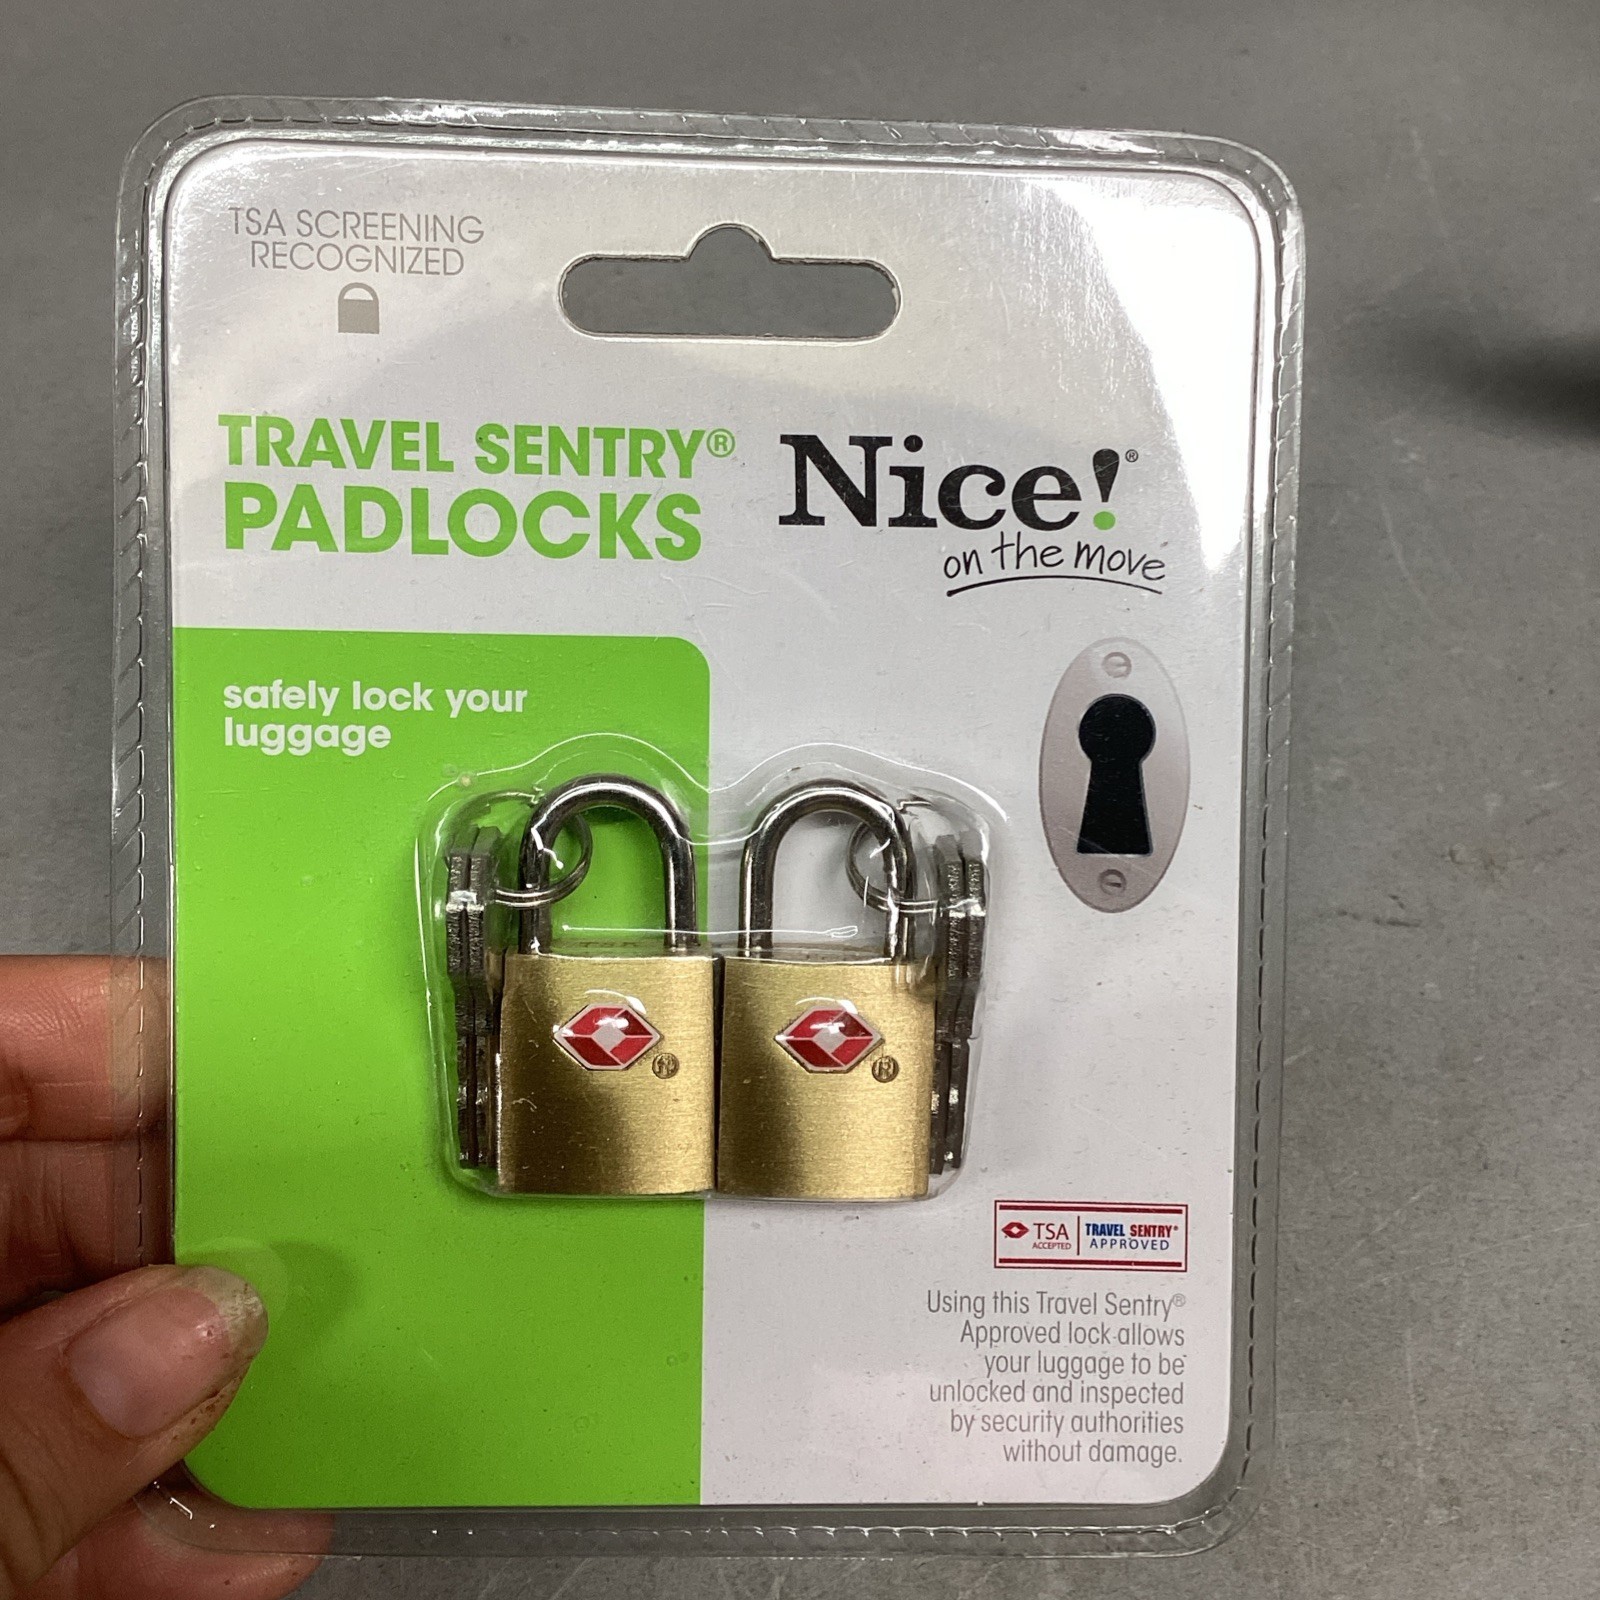 TSA SCREENING
RECOGNIZED
TRAVEL SENTRY®
PADLOCKS
Nice!®
on the move
safely lock your
luggage
®
®
TSA
ACCEPTED
TRAVEL SENTRY®
APPROVED
Using this Travel Sentry®
Approved lock allows
your luggage to be
unlocked and inspected
by security authorities
without damage.